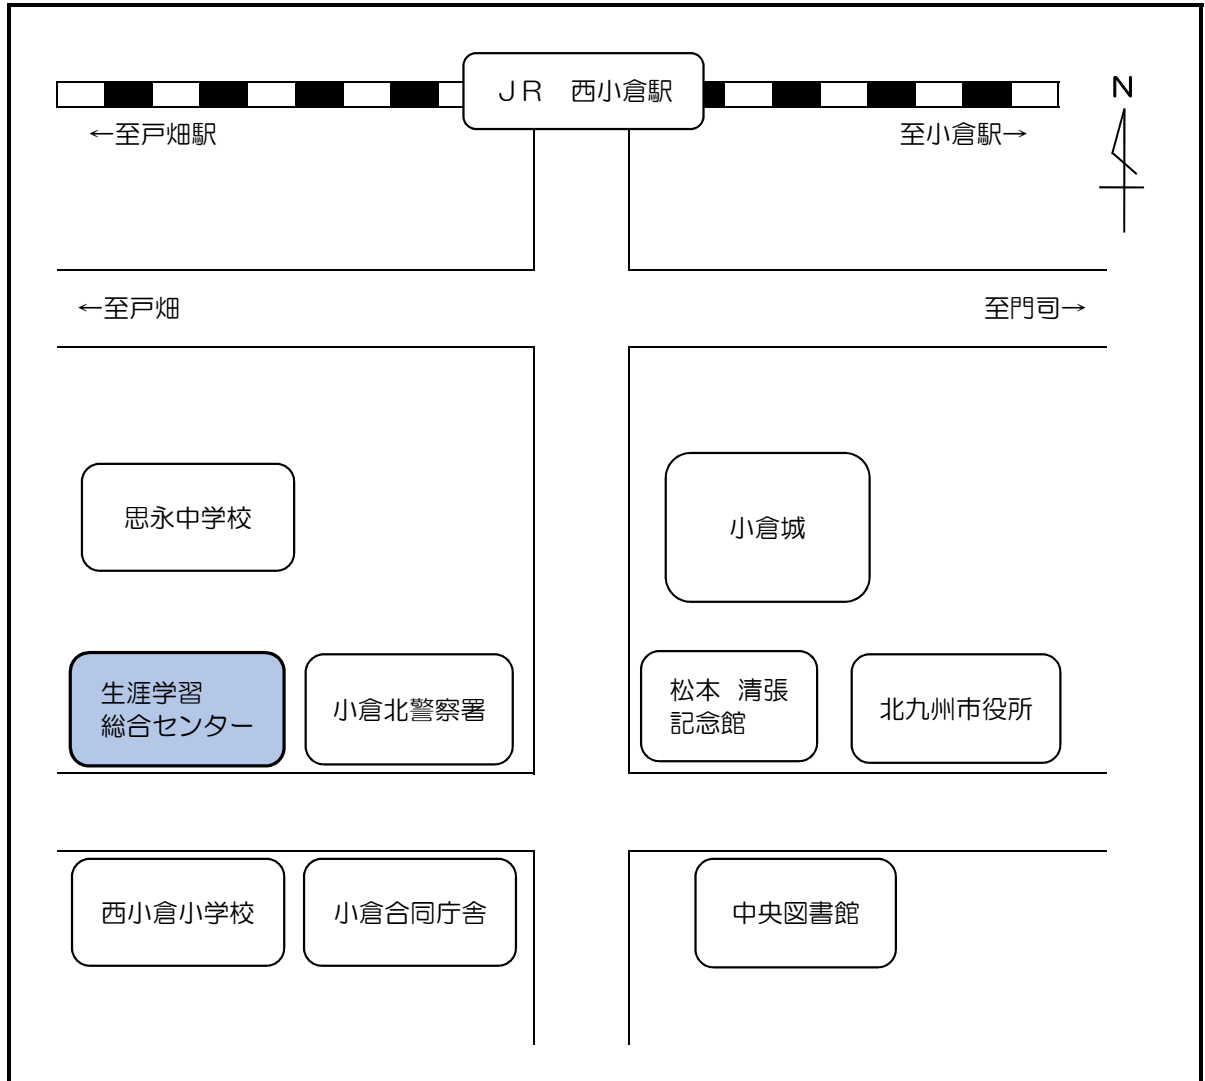 JR 西小倉駅
N
←至戸畑駅
至小倉駅→
←至戸畑
至門司→
思永中学校
小倉城
生涯学習
総合センター
小倉北警察署
松本 清張
記念館
北九州市役所
西小倉小学校
小倉合同庁舎
中央図書館